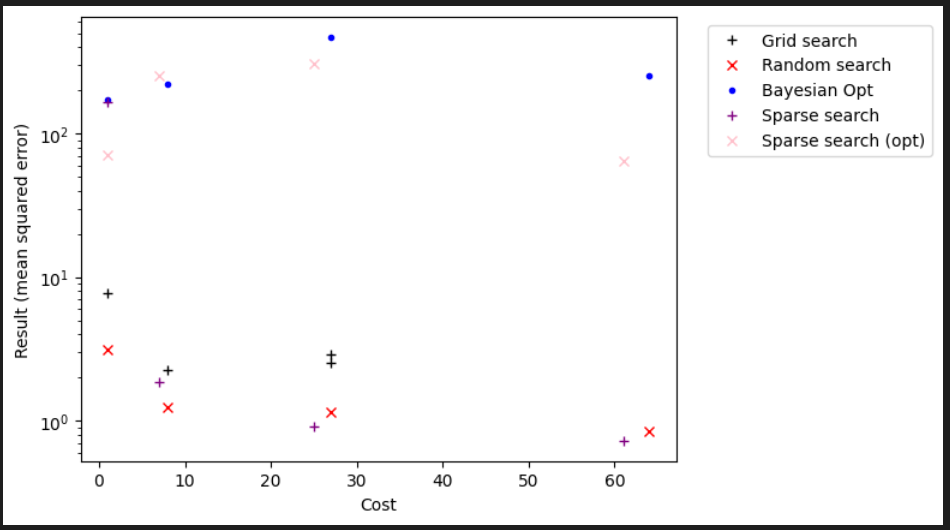 Result (mean squared error)
10²
10¹
10⁰
0 10 20 30 40 50 60
Cost
Grid search
Random search
Bayesian Opt
Sparse search
Sparse search (opt)